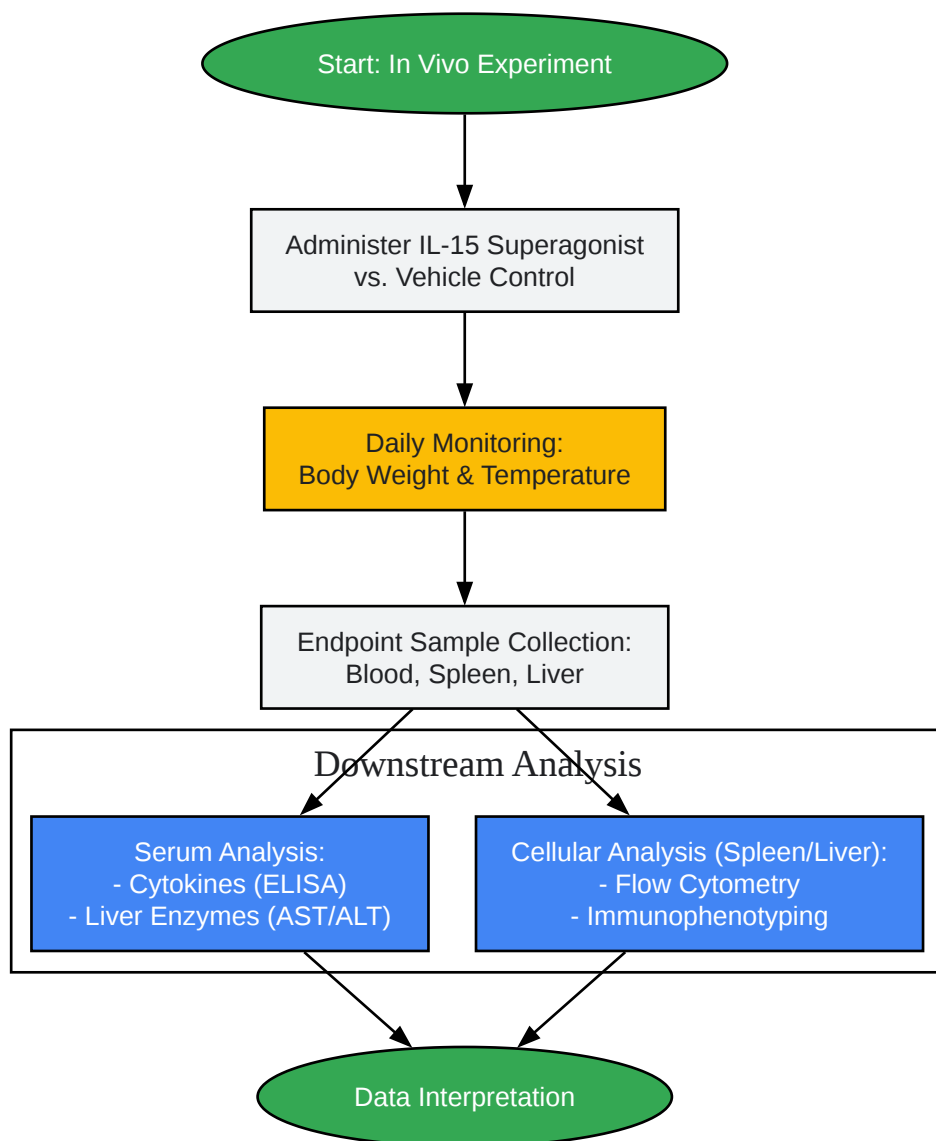 Start: In Vivo Experiment
Administer IL-15 Superagonist
vs. Vehicle Control
Daily Monitoring:
Body Weight & Temperature
Endpoint Sample Collection:
Blood, Spleen, Liver
Downstream Analysis
Serum Analysis:
- Cytokines (ELISA)
- Liver Enzymes (AST/ALT)
Cellular Analysis (Spleen/Liver):
- Flow Cytometry
- Immunophenotyping
Data Interpretation